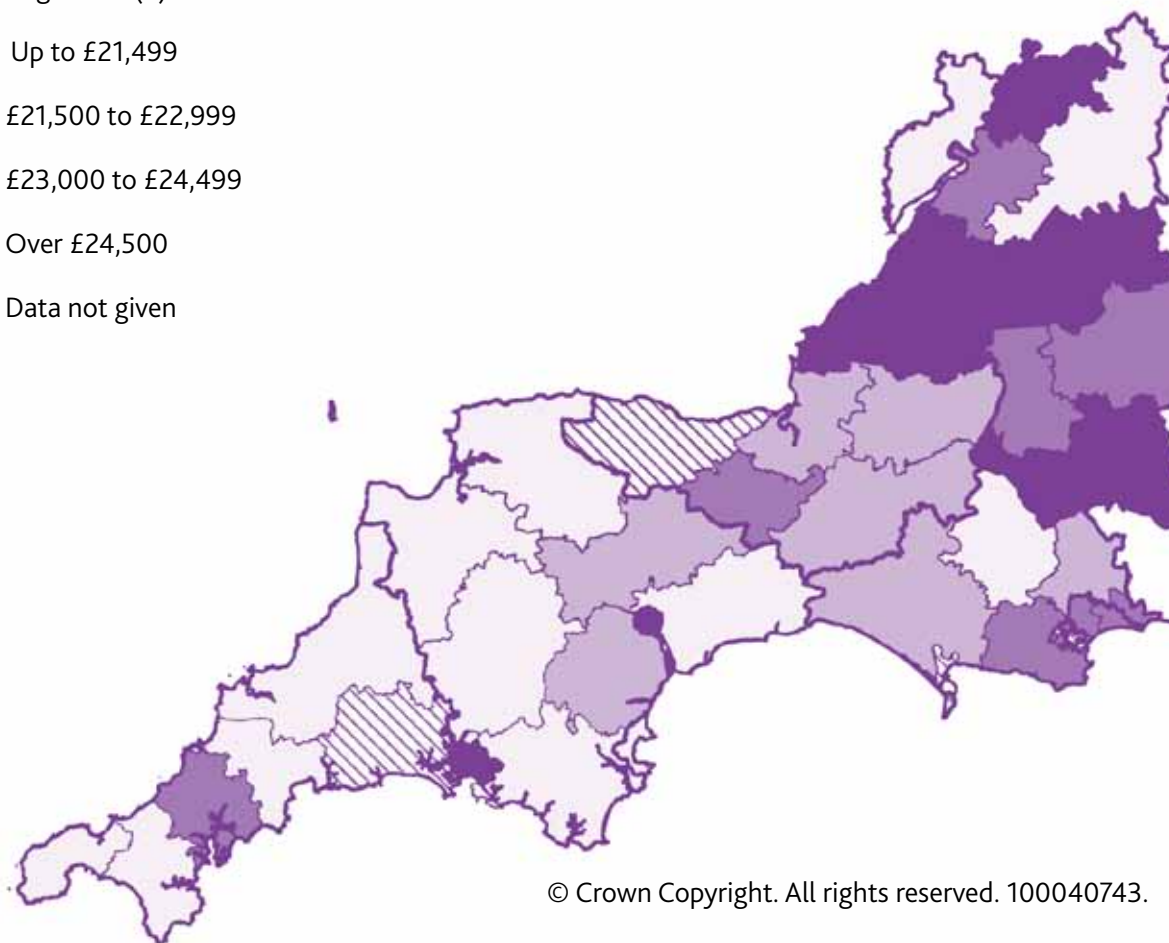 Up to £21,499
£21,500 to £22,999
£23,000 to £24,499
Over £24,500
Data not given
© Crown Copyright. All rights reserved. 100040743.